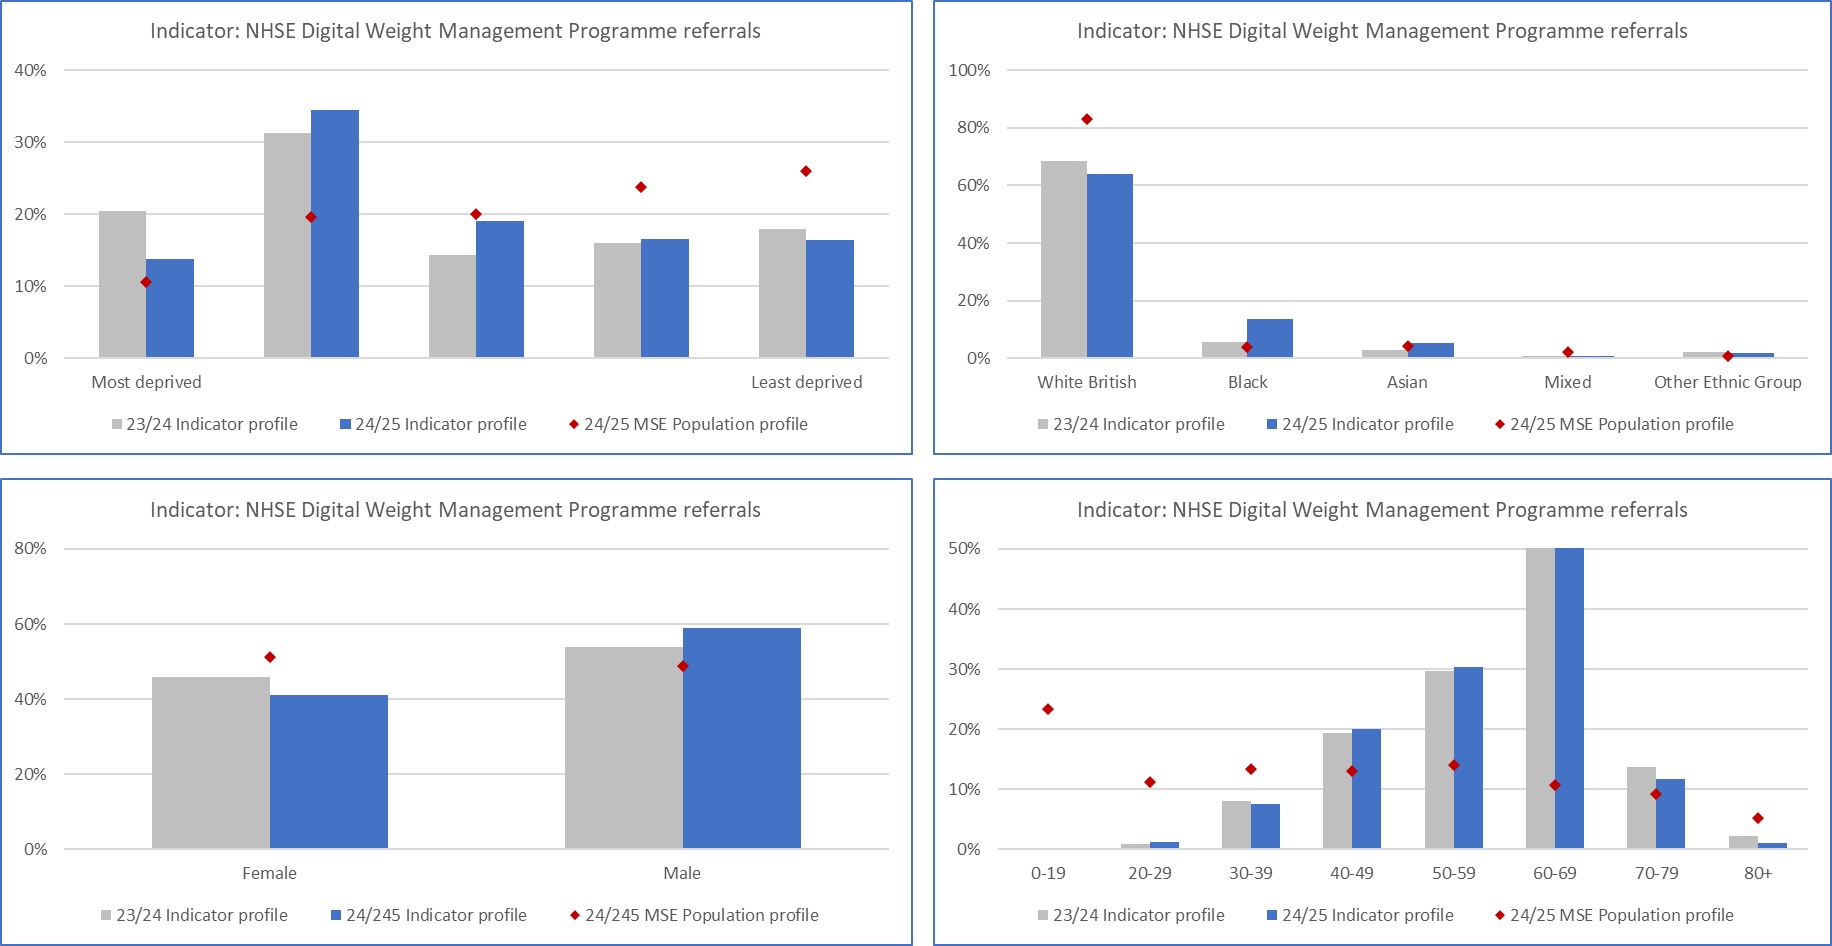 Indicator: NHSE Digital Weight Management Programme referrals
40%
30%
20%
10%
0%
Most deprived Least deprived
23/24 Indicator profile 24/25 Indicator profile 24/25 MSE Population profile
Indicator: NHSE Digital Weight Management Programme referrals
100%
80%
60%
40%
20%
0%
White British Black Asian Mixed Other Ethnic Group
23/24 Indicator profile 24/25 Indicator profile 24/25 MSE Population profile
Indicator: NHSE Digital Weight Management Programme referrals
80%
60%
40%
20%
0%
Female Male
23/24 Indicator profile 24/245 Indicator profile 24/245 MSE Population profile
Indicator: NHSE Digital Weight Management Programme referrals
50%
40%
30%
20%
10%
0%
0-19 20-29 30-39 40-49 50-59 60-69 70-79 80+
23/24 Indicator profile 24/25 Indicator profile 24/25 MSE Population profile